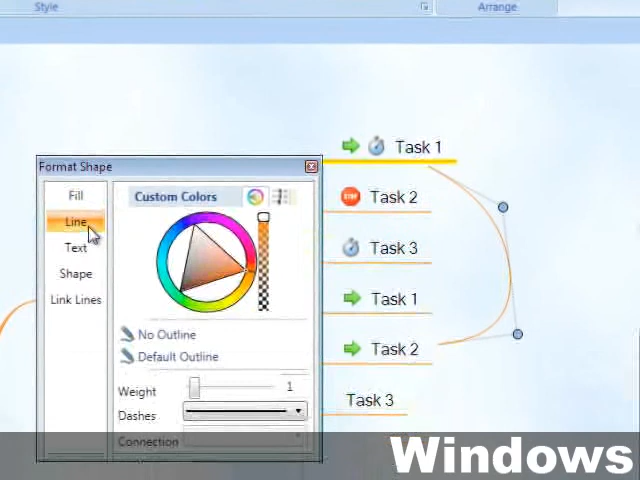 Style
Arrange
Format Shape
Fill
Line
Text
Shape
Link Lines
Custom Colors
No Outline
Default Outline
Weight
1
Dashes
Connection
Task 1
Task 2
Task 3
Task 1
Task 2
Task 3
Windows